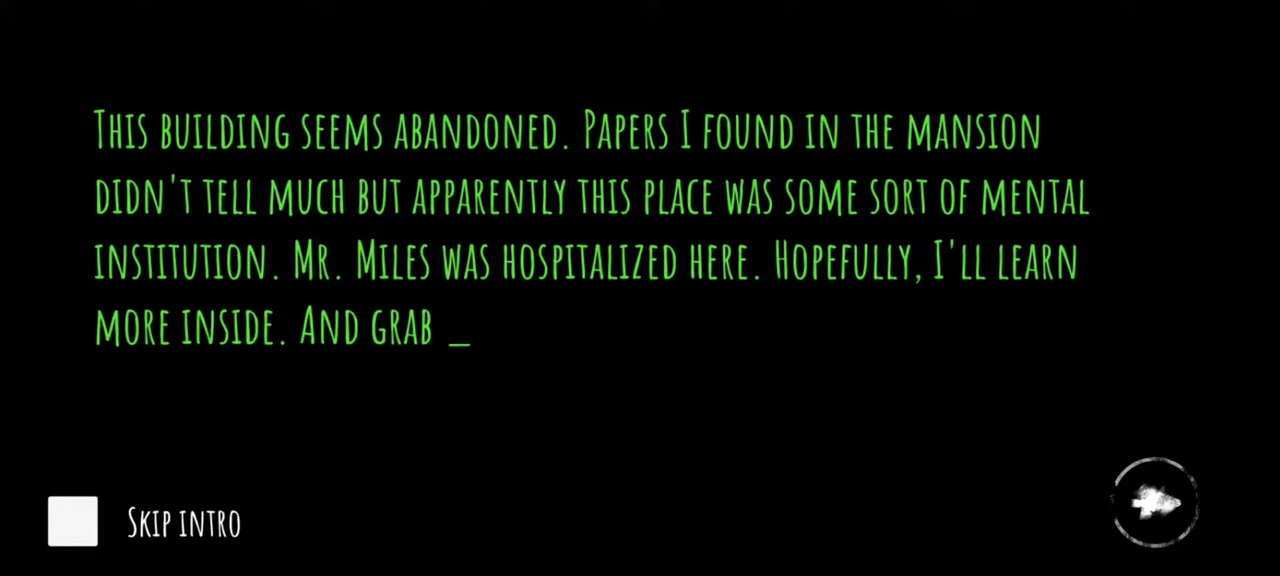 This building seems abandoned. Papers I found in the mansion
didn't tell much but apparently this place was some sort of mental
institution. Mr. Miles was hospitalized here. Hopefully, I'll learn
more inside. And grab _
Skip intro